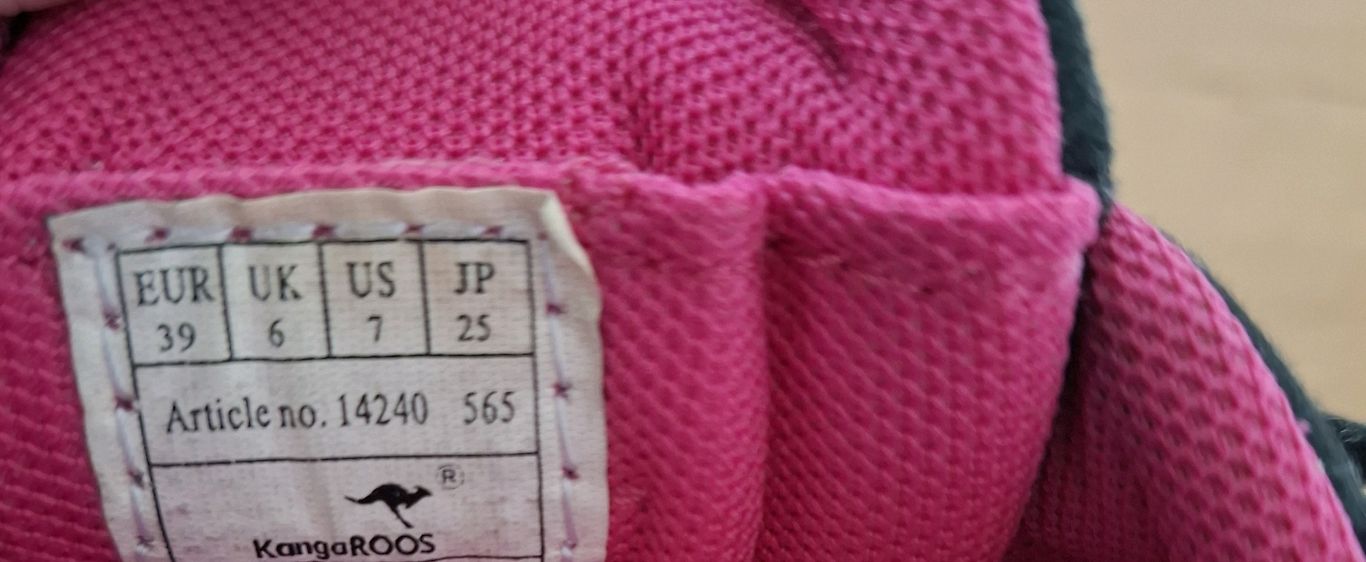 EUR UK US JP
39 6 7 25
Article no. 14240 565
®
KangaROOS